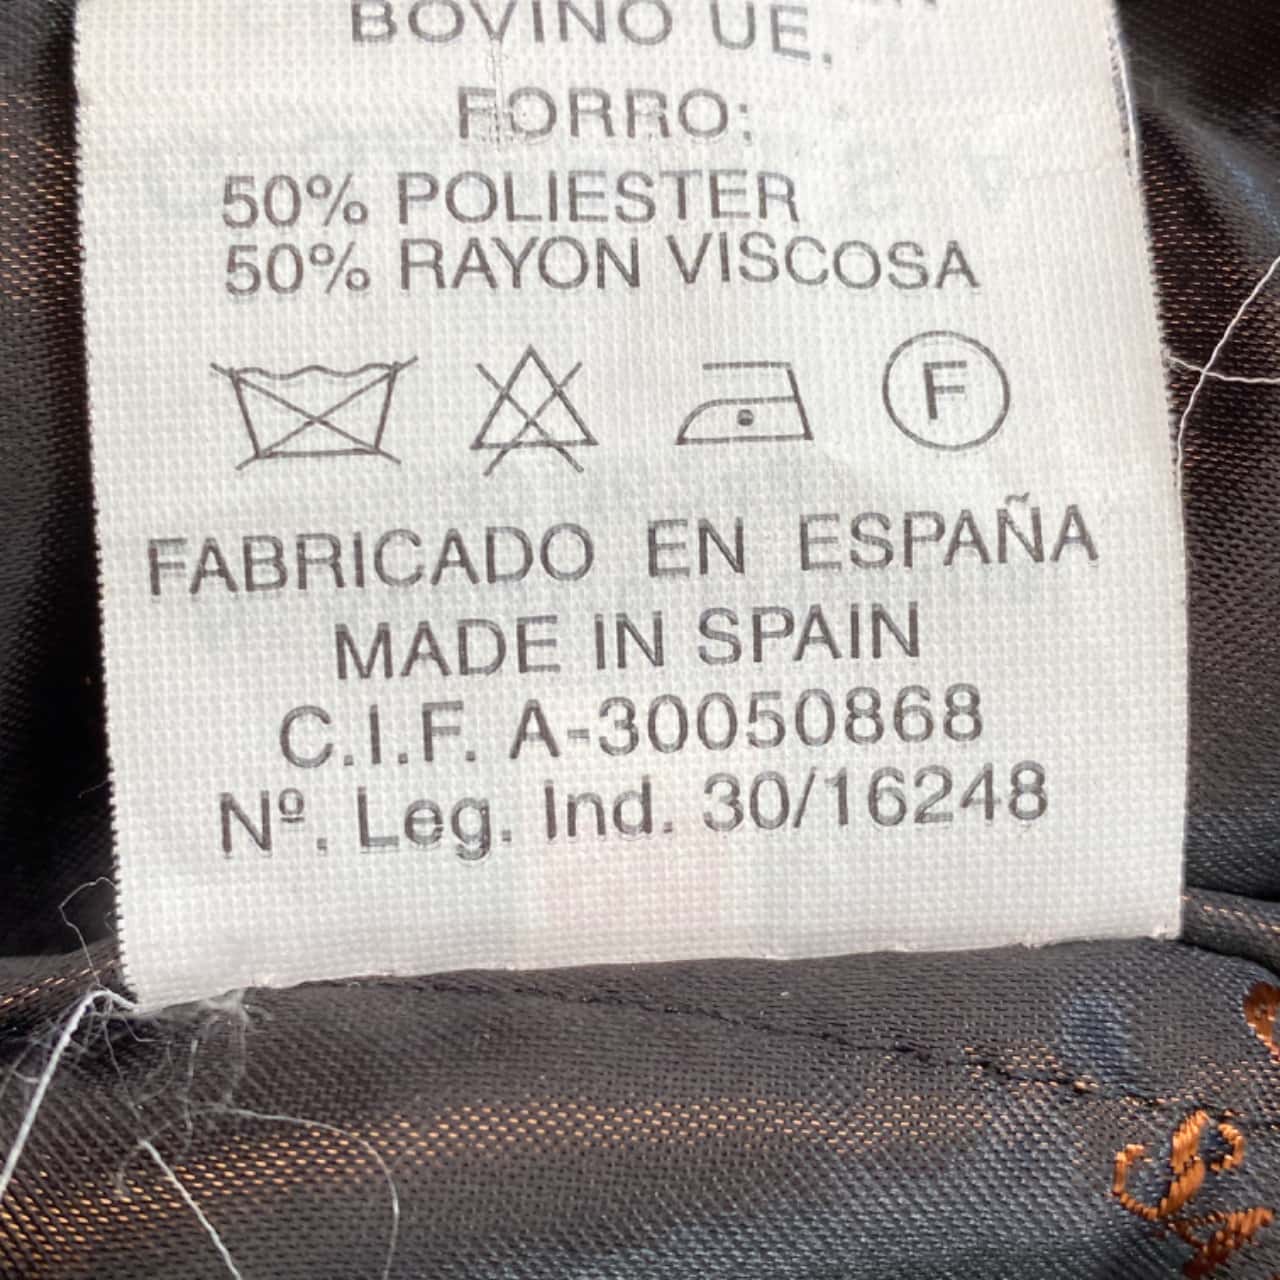 BOVINO UE.
FORRO:
50% POLIESTER
50% RAYON VISCOSA
F
FABRICADO EN ESPAÑA
MADE IN SPAIN
C.I.F. A-30050868
Nº. Leg. Ind. 30/16248